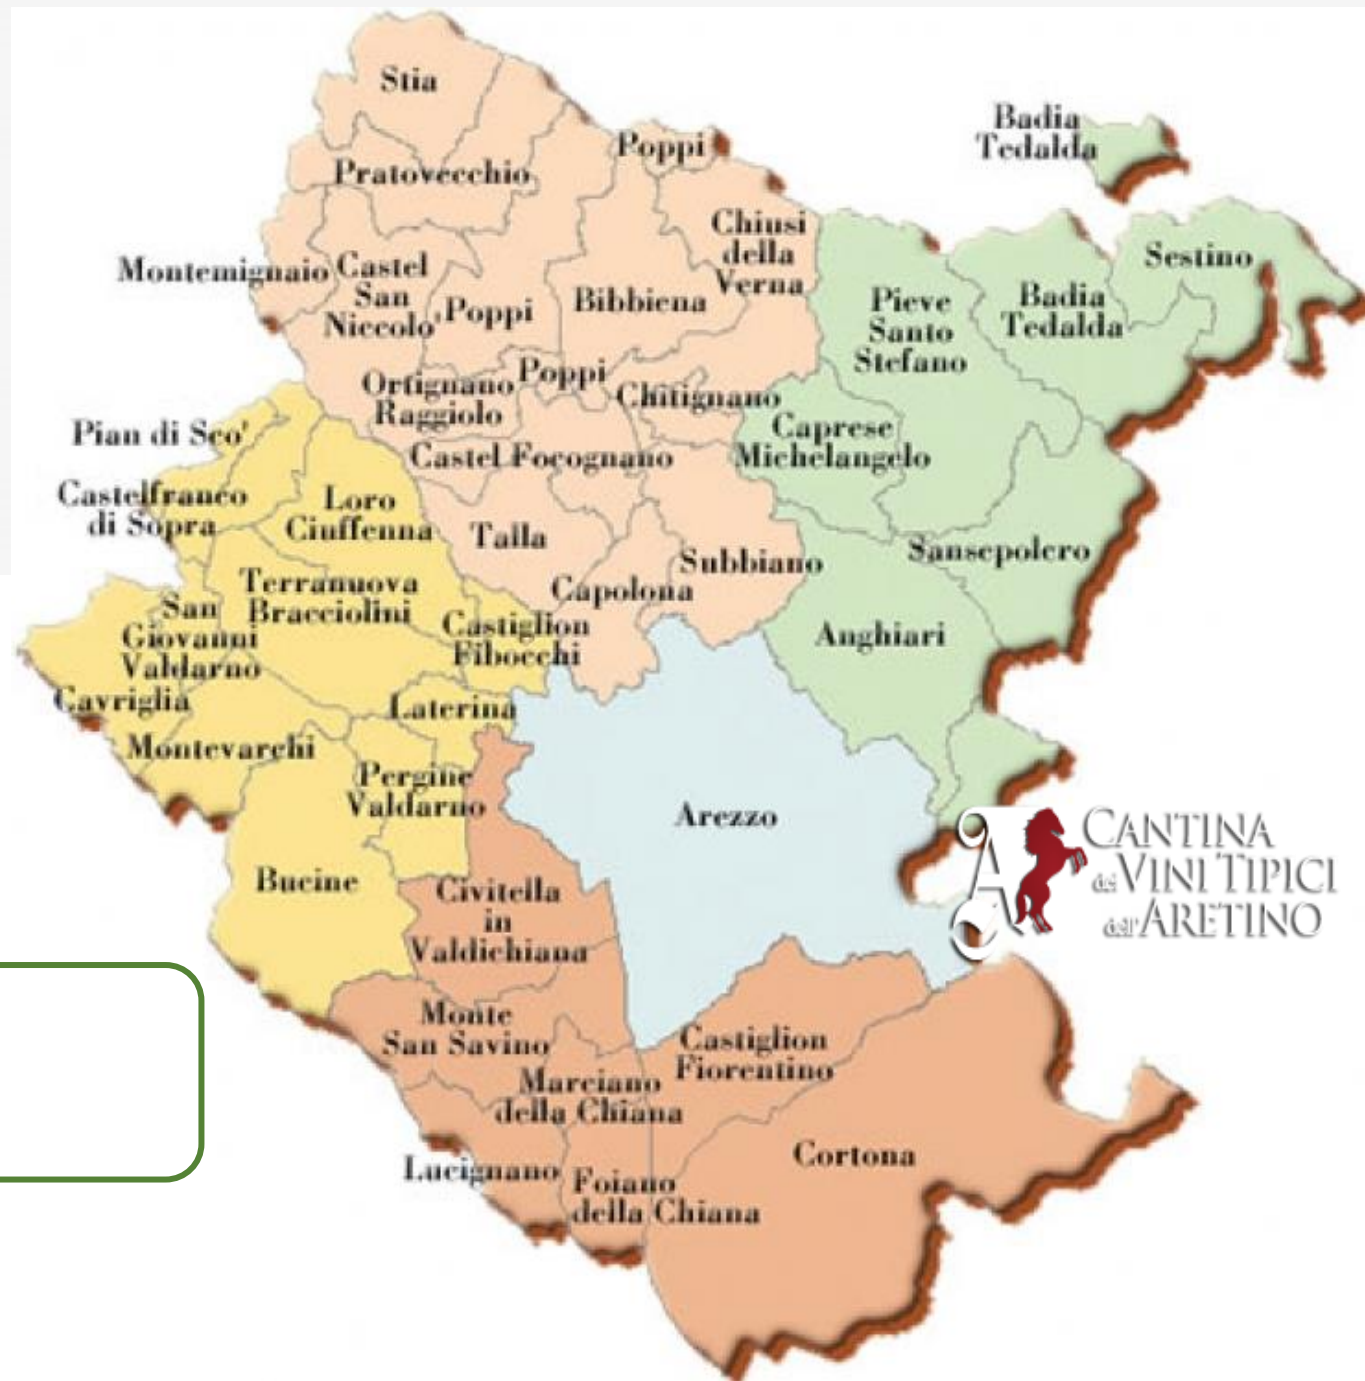 Stia
Badia
Tedalda
Poppi
Pratovecchio
Chiusi
della
Verna
Sestino
Montemignaio
Castel
San
Niccolo'
Poppi
Bibbiena
Pieve
Santo
Stefano
Badia
Tedalda
Ortignano
Raggiolo
Poppi
Chitignano
Pian di Sco'
Caprese
Michelangelo
Castel Focognano
Castelfranco
di Sopra
Loro
Ciuffenna
Talla
Subbiano
Sansepolcro
Terranuova
Bracciolini
Capolona
San
Giovanni
Valdarno
Castiglion
Fibocchi
Anghiari
Cavriglia
Laterina
Montevarchi
Pergine
Valdarno
Arezzo
CANTINA
dei VINI TIPICI
dell'ARETINO
A
Bucine
Civitella
in
Valdichiana
Monte
San Savino
Castiglion
Fiorentino
Marciano
della Chiana
Cortona
Lucignano
Foiano
della Chiana